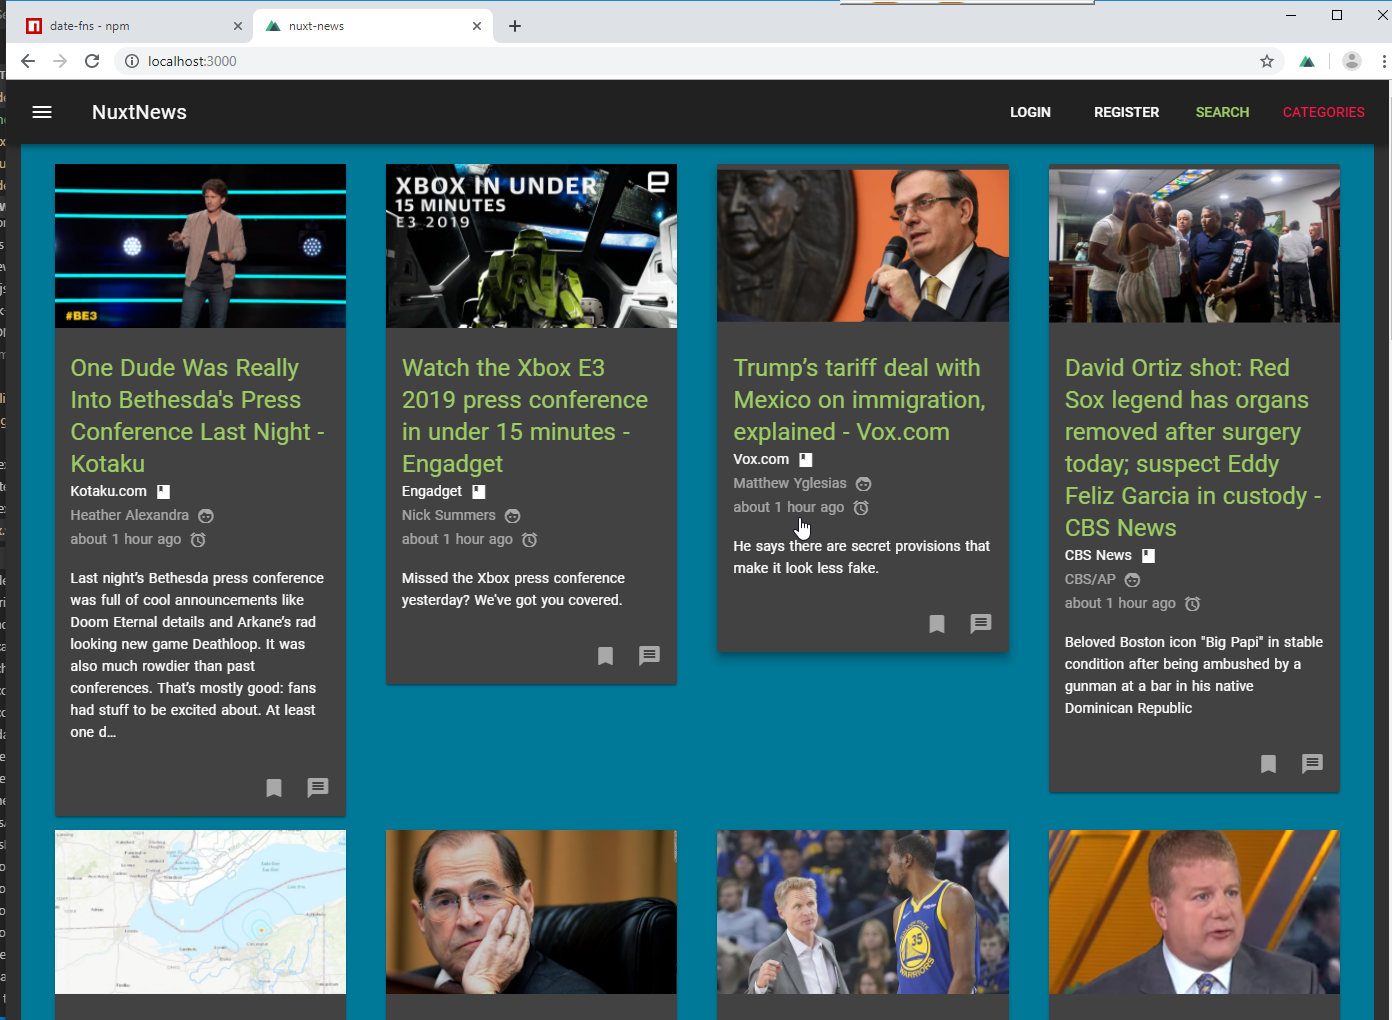 date-fns - npm
nuxt-news
localhost:3000
NuxtNews
LOGIN
REGISTER
SEARCH
CATEGORIES
#BE3
One Dude Was Really
Into Bethesda's Press
Conference Last Night -
Kotaku
Kotaku.com
Heather Alexandra
about 1 hour ago
Last night's Bethesda press conference
was full of cool announcements like
Doom Eternal details and Arkane's rad
looking new game Deathloop. It was
also much rowdier than past
conferences. That's mostly good: fans
had stuff to be excited about. At least
one d…
XBOX IN UNDER
15 MINUTES
E3 2019
Watch the Xbox E3
2019 press conference
in under 15 minutes -
Engadget
Engadget
Nick Summers
about 1 hour ago
Missed the Xbox press conference
yesterday? We've got you covered.
Trump’s tariff deal with
Mexico on immigration,
explained - Vox.com
Vox.com
Matthew Yglesias
about 1 hour ago
He says there are secret provisions that
make it look less fake.
David Ortiz shot: Red
Sox legend has organs
removed after surgery
today; suspect Eddy
Feliz Garcia in custody -
CBS News
CBS News
CBS/AP
about 1 hour ago
Beloved Boston icon "Big Papi" in stable
condition after being ambushed by a
gunman at a bar in his native
Dominican Republic
35
WARRIORS